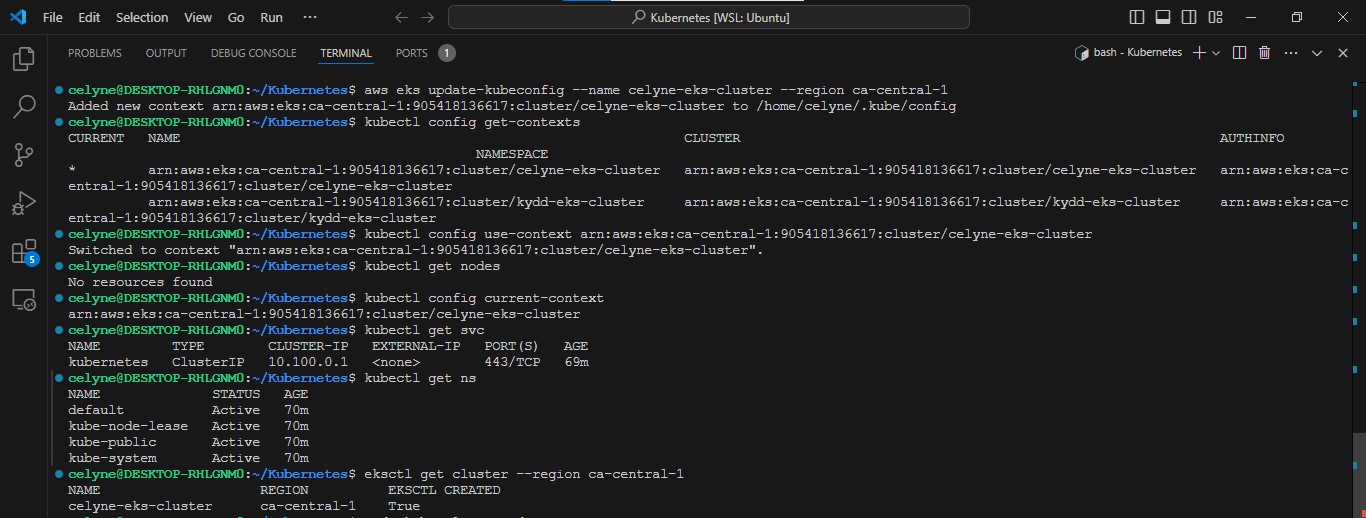 File Edit Selection View Go Run ···
Kubernetes [WSL: Ubuntu]
PROBLEMS OUTPUT DEBUG CONSOLE TERMINAL PORTS 1
bash - Kubernetes
celyne@DESKTOP-RHLGNM0:~/Kubernetes$ aws eks update-kubeconfig --name celyne-eks-cluster --region ca-central-1
Added new context arn:aws:eks:ca-central-1:905418136617:cluster/celyne-eks-cluster to /home/celyne/.kube/config
celyne@DESKTOP-RHLGNM0:~/Kubernetes$ kubectl config get-contexts
CURRENT NAME CLUSTER AUTHINFO
NAMESPACE
* arn:aws:eks:ca-central-1:905418136617:cluster/celyne-eks-cluster arn:aws:eks:ca-central-1:905418136617:cluster/celyne-eks-cluster arn:aws:eks:ca-c
entral-1:905418136617:cluster/celyne-eks-cluster
arn:aws:eks:ca-central-1:905418136617:cluster/kydd-eks-cluster arn:aws:eks:ca-central-1:905418136617:cluster/kydd-eks-cluster arn:aws:eks:ca-c
entral-1:905418136617:cluster/kydd-eks-cluster
celyne@DESKTOP-RHLGNM0:~/Kubernetes$ kubectl config use-context arn:aws:eks:ca-central-1:905418136617:cluster/celyne-eks-cluster
Switched to context "arn:aws:eks:ca-central-1:905418136617:cluster/celyne-eks-cluster".
celyne@DESKTOP-RHLGNM0:~/Kubernetes$ kubectl get nodes
No resources found
celyne@DESKTOP-RHLGNM0:~/Kubernetes$ kubectl config current-context
arn:aws:eks:ca-central-1:905418136617:cluster/celyne-eks-cluster
celyne@DESKTOP-RHLGNM0:~/Kubernetes$ kubectl get svc
NAME TYPE CLUSTER-IP EXTERNAL-IP PORT(S) AGE
kubernetes ClusterIP 10.100.0.1 <none> 443/TCP 69m
celyne@DESKTOP-RHLGNM0:~/Kubernetes$ kubectl get ns
NAME STATUS AGE
default Active 70m
kube-node-lease Active 70m
kube-public Active 70m
kube-system Active 70m
celyne@DESKTOP-RHLGNM0:~/Kubernetes$ eksctl get cluster --region ca-central-1
NAME REGION EKSCTL CREATED
celyne-eks-cluster ca-central-1 True
5